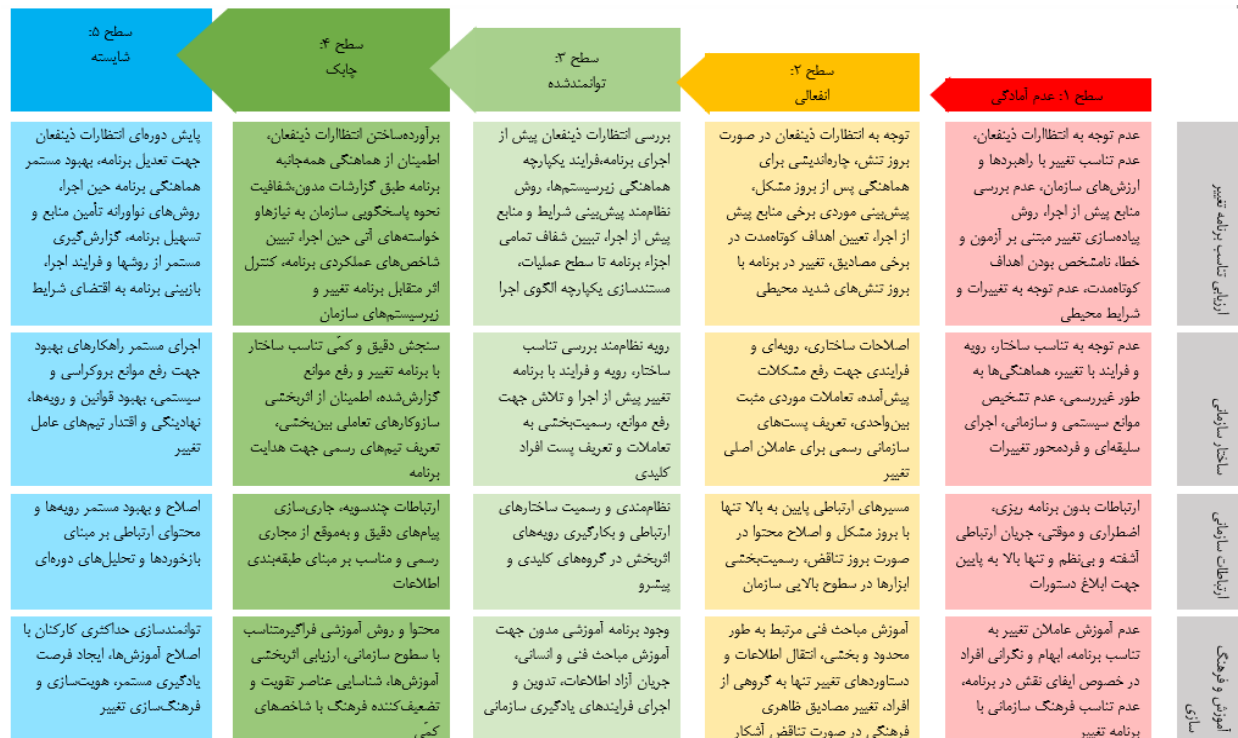 سطح ۱: عدم آمادگی
سطح ۲:
انفعالی
سطح ۳:
توانمندشده
سطح ۴:
چابک
سطح ۵:
شایسته
ارزیابی تناسب برنامه تغییر
عدم توجه به انتظاارات ذینفعان،
عدم تناسب تغییر با راهبردها و
ارزش‌های سازمان، عدم بررسی
منابع پیش از اجرا، روش
پیاده‌سازی تغییر مبتنی بر آزمون و
خطا، نامشخص بودن اهداف
کوتاه‌مدت، عدم توجه به تغییرات و
شرایط محیطی
توجه به انتظارات ذینفعان در صورت
بروز تنش، چاره‌اندیشی برای
هماهنگی پس از بروز مشکل،
پیش‌بینی موردی برخی منابع پیش
از اجرا، تعیین اهداف کوتاه‌مدت در
برخی مصادیق، تغییر در برنامه با
بروز تنش‌های شدید محیطی
بررسی انتظارات ذینفعان پیش از
اجرای برنامه،فرایند یکپارچه
هماهنگی زیرسیستم‌ها، روش
نظام‌مند پیش‌بینی شرایط و منابع
پیش از اجرا، تبیین شفاف تمامی
اجزاء برنامه تا سطح عملیات،
مستندسازی یکپارچه الگوی اجرا
برآورده‌ساختن انتظاارات ذینفعان،
اطمینان از هماهنگی همه‌جانبه
برنامه طبق گزارشات مدون،شفافیت
نحوه پاسخگویی سازمان به نیازهاو
خواسته‌های آتی حین اجرا، تبیین
شاخص‌های عملکردی برنامه، کنترل
اثر متقابل برنامه تغییر و
زیرسیستم‌های سازمان
پایش دوره‌ای انتظارات ذینفعان
جهت تعدیل برنامه، بهبود مستمر
هماهنگی برنامه حین اجرا،
روش‌های نواورانه تأمین منابع و
تسهیل برنامه، گزارش‌گیری
مستمر از روشها و فرایند اجرا،
بازبینی برنامه به اقتضای شرایط
ساختار سازمانی
عدم توجه به تناسب ساختار، رویه
و فرایند با تغییر، هماهنگی‌ها به
طور غیررسمی، عدم تشخیص
موانع سیستمی و سازمانی، اجرای
سلیقه‌ای و فردمحور تغییرات
اصلاحات ساختاری، رویه‌ای و
فرایندی جهت رفع مشکلات
پیش‌آمده، تعاملات موردی مثبت
بین‌واحدی، تعریف پست‌های
سازمانی رسمی برای عاملان اصلی
تغییر
رویه نظام‌مند بررسی تناسب
ساختار، رویه و فرایند با برنامه
تغییر پیش از اجرا و تلاش جهت
رفع موانع، رسمیت‌بخشی به
تعاملات و تعریف پست افراد
کلیدی
سنجش دقیق و کمّی تناسب ساختار
با برنامه تغییر و رفع موانع
گزارش‌شده، اطمینان از اثربخشی
سازوکارهای تعاملی بین‌بخشی،
تعریف تیم‌های رسمی جهت هدایت
برنامه
اجرای مستمر راهکارهای بهبود
جهت رفع موانع بروکراسی و
سیستمی، بهبود قوانین و رویه‌ها،
نهادینگی و اقتدار تیم‌های عامل
تغییر
ارتباطات سازمانی
ارتباطات بدون برنامه ریزی،
اضطراری و موقتی، جریان ارتباطی
آشفته و بی‌نظم و تنها بالا به پایین
جهت ابلاغ دستورات
مسیرهای ارتباطی پایین به بالا تنها
با بروز مشکل و اصلاح محتوا در
صورت بروز تناقض، رسمیت‌بخشی
ابزارها در سطوح بالایی سازمان
نظام‌مندی و رسمیت ساختارهای
ارتباطی و بکارگیری رویه‌های
اثربخش در گروه‌های کلیدی و
پیشرو
ارتباطات چندسویه، جاری‌سازی
پیام‌های دقیق و به‌موقع از مجاری
رسمی و مناسب بر مبنای طبقه‌بندی
اطلاعات
اصلاح و بهبود مستمر رویه‌ها و
محتوای ارتباطی بر مبنای
بازخوردها و تحلیل‌های دوره‌ای
آموزش و فرهنگ
سازی
عدم آموزش عاملان تغییر به
تناسب برنامه، ابهام و نگرانی افراد
در خصوص ایفای نقش در برنامه،
عدم تناسب فرهنگ سازمانی با
برنامه تغییر
آموزش مباحث فنی مرتبط به طور
محدود و بخشی، انتقال اطلاعات و
دستاوردهای تغییر تنها به گروهی از
افراد، تغییر مصادیق ظاهری
فرهنگی در صورت تناقض آشکار
وجود برنامه آموزشی مدون جهت
آموزش مباحث فنی و انسانی،
جریان آزاد اطلاعات، تدوین و
اجرای فرایندهای یادگیری سازمانی
محتوا و روش آموزشی فراگیرمتناسب
با سطوح سازمانی، ارزیابی اثربخشی
آموزش‌ها، شناسایی عناصر تقویت و
تضعیف‌کننده فرهنگ با شاخصهای
کمّی
توانمندسازی حداکثری کارکنان با
اصلاح آموزش‌ها، ایجاد فرصت
یادگیری مستمر، هویت‌سازی و
فرهنگ‌سازی تغییر